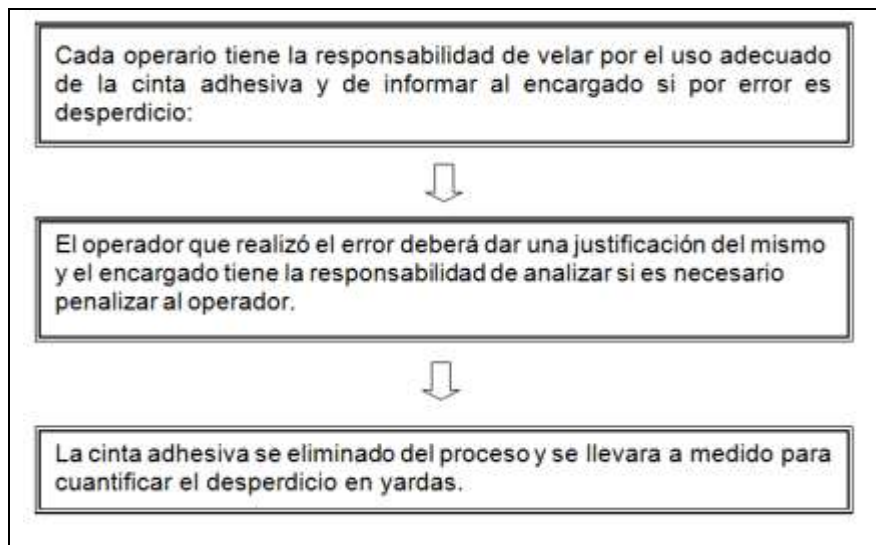 Cada operario tiene la responsabilidad de velar por el uso adecuado
de la cinta adhesiva y de informar al encargado si por error es
desperdicio:
El operador que realizó el error deberá dar una justificación del mismo
y el encargado tiene la responsabilidad de analizar si es necesario
penalizar al operador.
La cinta adhesiva se eliminado del proceso y se llevara a medido para
cuantificar el desperdicio en yardas.